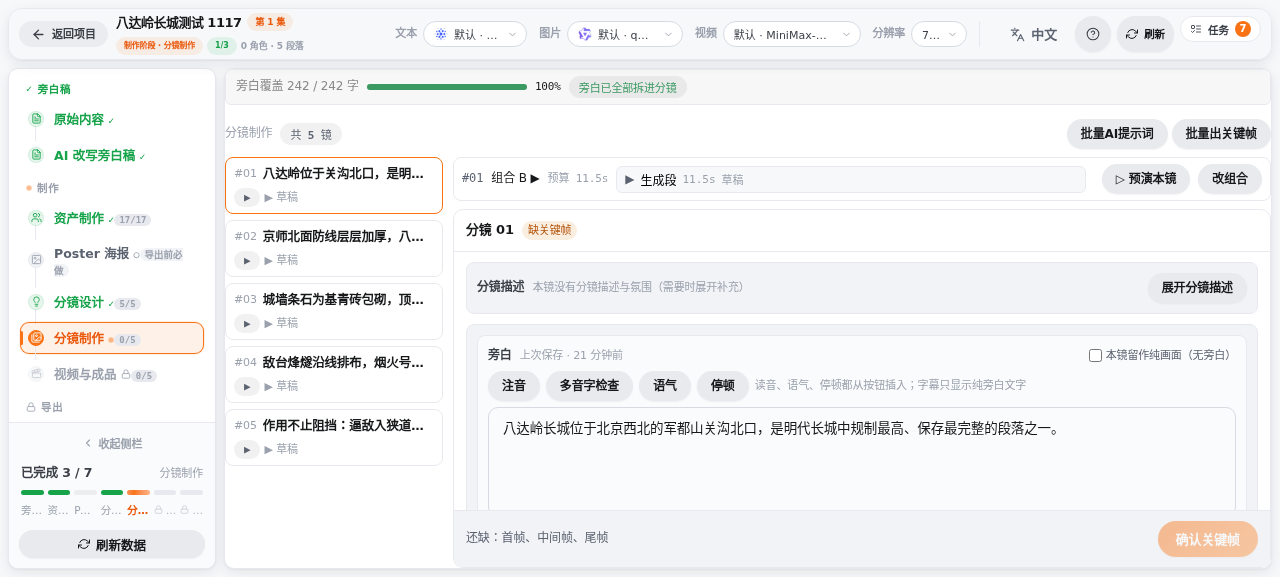 返回项目
八达岭长城测试 1117 第 1 集
制作阶段 · 分镜制作 1/3 0 角色 · 5 段落
文本 默认 · ...
图片 默认 · q...
视频 默认 · MiniMax-...
分辨率 7...
中文
刷新
任务 7
✓ 旁白稿
原始内容 ✓
AI 改写旁白稿 ✓
制作
资产制作 ✓ 17/17
Poster 海报 ○ 导出前必做
分镜设计 ✓ 5/5
分镜制作 0/5
视频与成品 0/5
导出
收起侧栏
已完成 3 / 7 分镜制作
旁... 资... P... 分... 分... ... ...
刷新数据
旁白覆盖 242 / 242 字 100% 旁白已全部拆进分镜
分镜制作 共 5 镜
批量AI提示词 批量出关键帧
#01 八达岭位于关沟北口，是明...
▶ ▶ 草稿
#02 京师北面防线层层加厚，八...
▶ ▶ 草稿
#03 城墙条石为基青砖包砌，顶...
▶ ▶ 草稿
#04 敌台烽燧沿线排布，烟火号...
▶ ▶ 草稿
#05 作用不止阻挡：逼敌入狭道...
▶ ▶ 草稿
#01 组合 B ▶ 预算 11.5s ▶ 生成段 11.5s 草稿 ▷ 预演本镜 改组合
分镜 01 缺关键帧
分镜描述 本镜没有分镜描述与氛围（需要时展开补充） 展开分镜描述
旁白 上次保存 · 21 分钟前 本镜留作纯画面（无旁白）
注音 多音字检查 语气 停顿 读音、语气、停顿都从按钮插入；字幕只显示纯旁白文字
八达岭长城位于北京西北的军都山关沟北口，是明代长城中规制最高、保存最完整的段落之一。
还缺：首帧、中间帧、尾帧 确认关键帧